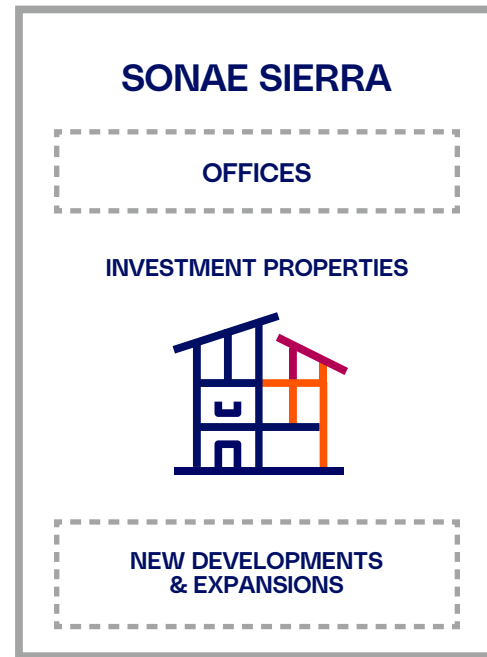 SONAE SIERRA
OFFICES
INVESTMENT PROPERTIES
NEW DEVELOPMENTS
& EXPANSIONS